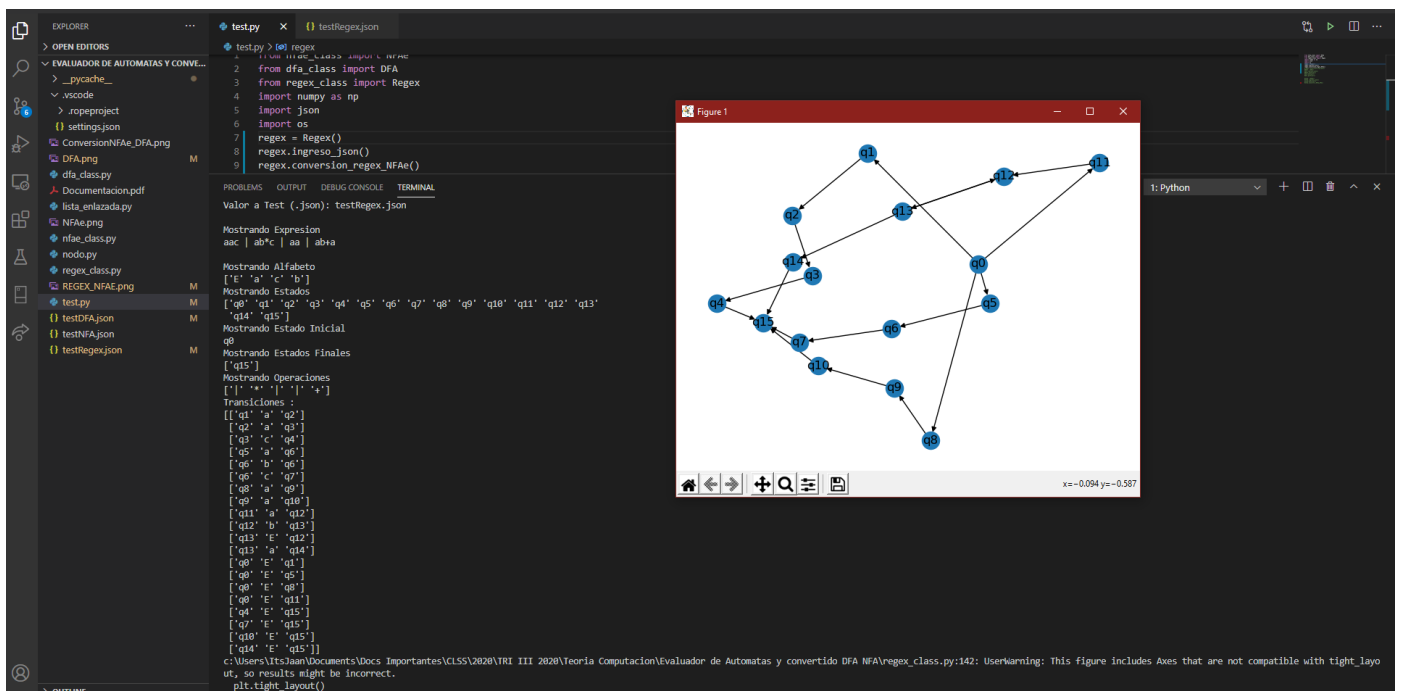 EXPLORER
OPEN EDITORS
EVALUADOR DE AUTOMATAS Y CONVE...
__pycache__
.vscode
.ropeproject
{} settings.json
ConversionNFAe_DFA.png
DFA.png M
dfa_class.py
Documentacion.pdf
lista_enlazada.py
NFAe.png
nfae_class.py
nodo.py
regex_class.py
REGEX_NFAE.png M
test.py M
{} testDFA.json M
{} testNFA.json
{} testRegex.json M
6
test.py
{} testRegex.json
test.py > regex
1 from nfae_class import NFAe
2 from dfa_class import DFA
3 from regex_class import Regex
4 import numpy as np
5 import json
6 import os
7 regex = Regex()
8 regex.ingreso_json()
9 regex.conversion_regex_NFAe()
PROBLEMS OUTPUT DEBUG CONSOLE TERMINAL
1: Python
Valor a Test (.json): testRegex.json
Mostrando Expresion
aac | ab*c | aa | ab+a
Mostrando Alfabeto
['E' 'a' 'c' 'b']
Mostrando Estados
['q0' 'q1' 'q2' 'q3' 'q4' 'q5' 'q6' 'q7' 'q8' 'q9' 'q10' 'q11' 'q12' 'q13'
'q14' 'q15']
Mostrando Estado Inicial
q0
Mostrando Estados Finales
['q15']
Mostrando Operaciones
['|' '*' '|' '|' '+']
Transiciones :
[['q1' 'a' 'q2']
['q2' 'a' 'q3']
['q3' 'c' 'q4']
['q5' 'a' 'q6']
['q6' 'b' 'q6']
['q6' 'c' 'q7']
['q8' 'a' 'q9']
['q9' 'a' 'q10']
['q11' 'a' 'q12']
['q12' 'b' 'q13']
['q13' 'E' 'q12']
['q13' 'a' 'q14']
['q0' 'E' 'q1']
['q0' 'E' 'q5']
['q0' 'E' 'q8']
['q0' 'E' 'q11']
['q4' 'E' 'q15']
['q7' 'E' 'q15']
['q10' 'E' 'q15']
['q14' 'E' 'q15']]
c:\Users\ItsJaan\Documents\Docs Importantes\CLSS\2020\TRI III 2020\Teoria Computacion\Evaluador de Automatas y convertido DFA NFA\regex_class.py:142: UserWarning: This figure includes Axes that are not compatible with tight_layo
ut, so results might be incorrect.
plt.tight_layout()
Figure 1
q1
q11
q12
q13
q2
q14
q0
q3
q4
q5
q15
q6
q7
q10
q9
q8
x=-0.094 y=-0.587